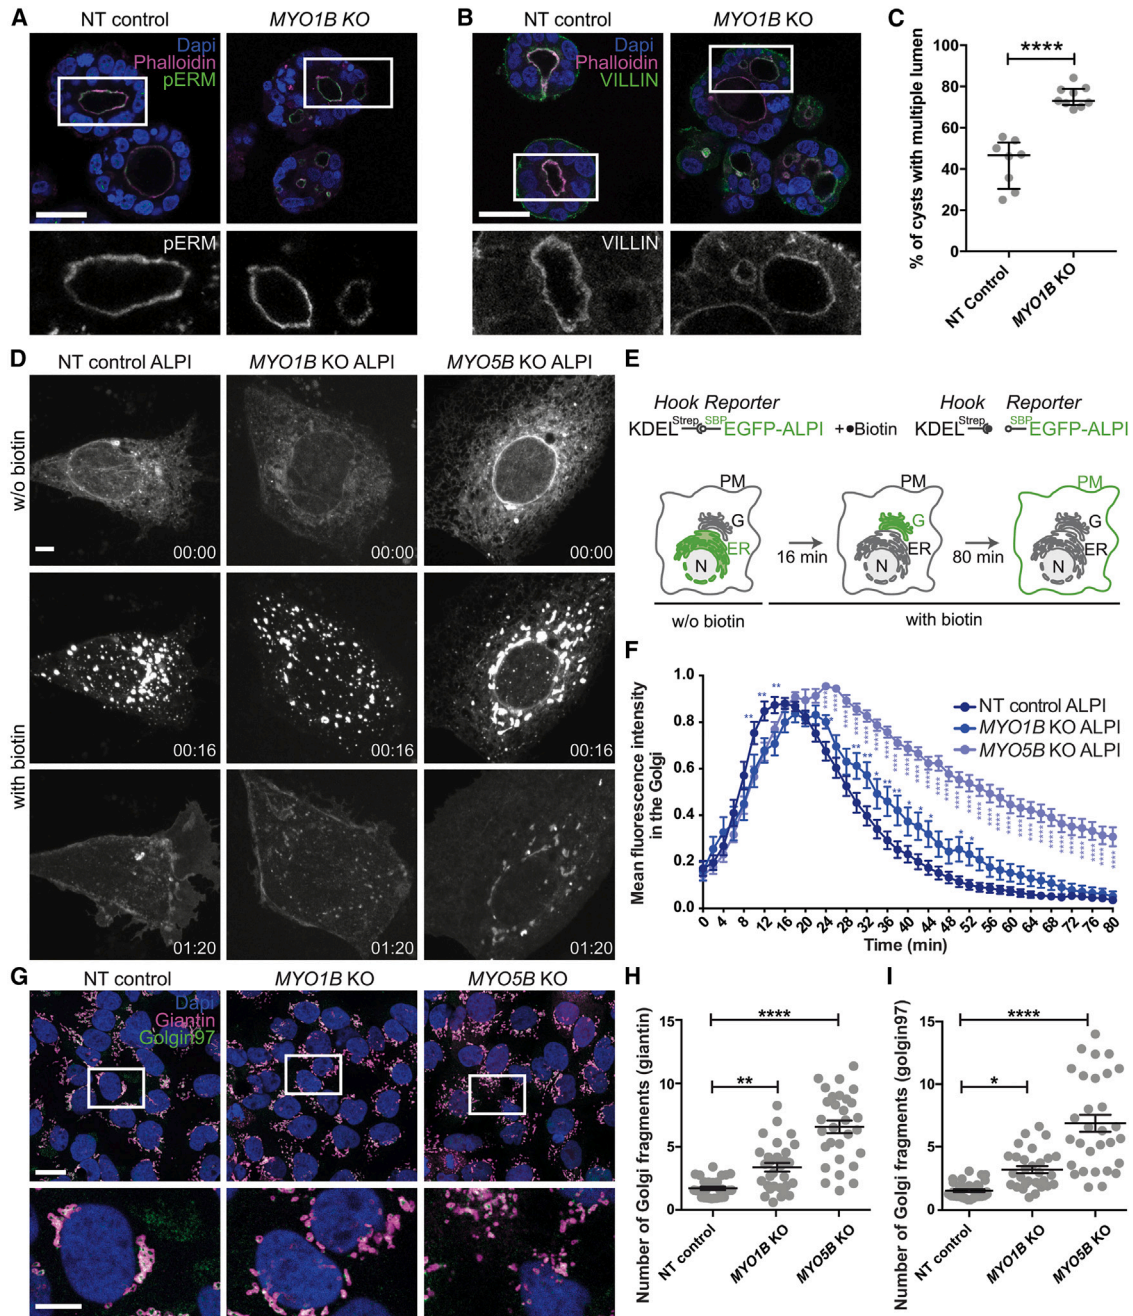 A
NT control
MYO1B KO
Dapi
Phalloidin
pERM
pERM
B
NT control
MYO1B KO
Dapi
Phalloidin
VILLIN
VILLIN
C
% of cysts with multiple lumen
100
80
60
40
20
0
****
NT Control
MYO1B KO
D
NT control ALPI
MYO1B KO ALPI
MYO5B KO ALPI
w/o biotin
00:00
00:00
00:00
with biotin
00:16
00:16
00:16
01:20
01:20
01:20
E
Hook Reporter
KDEL Strep SBP EGFP-ALPI
+ Biotin
Hook Reporter
KDEL Strep SBP EGFP-ALPI
PM
G
ER
N
16 min
PM
G
ER
N
80 min
PM
G
ER
N
w/o biotin
with biotin
F
Mean fluorescence intensity
in the Golgi
1.0
0.8
0.6
0.4
0.2
0.0
NT control ALPI
MYO1B KO ALPI
MYO5B KO ALPI
0 4 8 12 16 20 24 28 32 36 40 44 48 52 56 60 64 68 72 76 80
Time (min)
G
NT control
MYO1B KO
MYO5B KO
Dapi
Giantin
Golgin97
H
Number of Golgi fragments (giantin)
15
10
5
0
****
**
NT control
MYO1B KO
MYO5B KO
I
Number of Golgi fragments (golgin97)
15
10
5
0
****
*
NT control
MYO1B KO
MYO5B KO